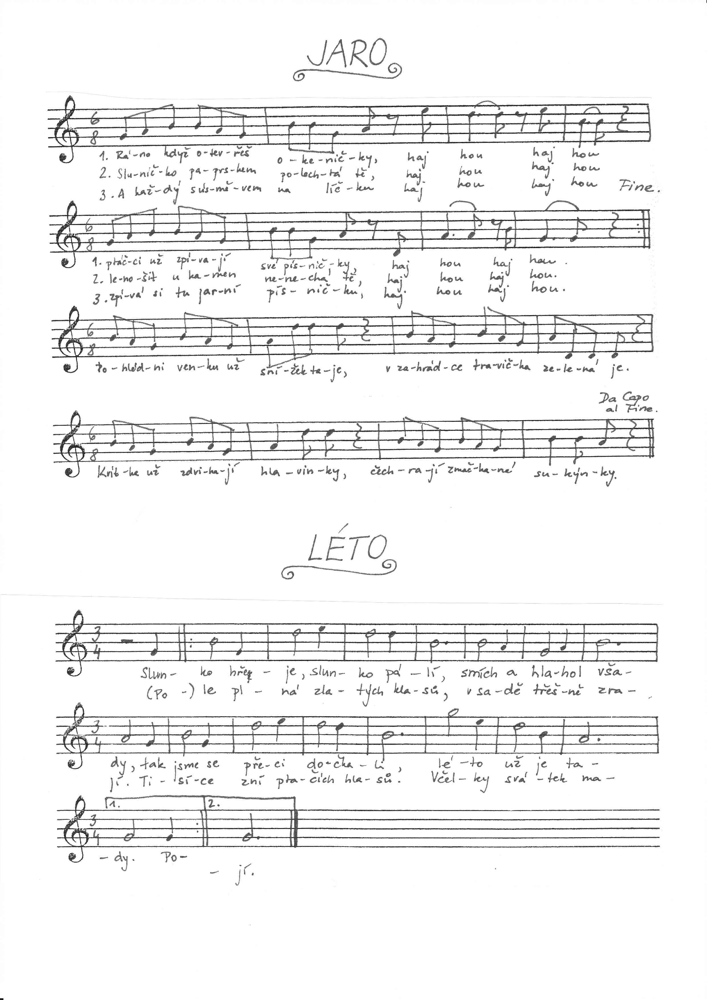 JARO
6
8
1. Rá-no když o-tev-řeš o-ke-nič-ky, haj hou haj hou
2. Slu-níč-ko pa-prs-kem po-lech-tá tě, haj hou haj hou
3. A kaž-dý s ús-mě-vem na líč-ku haj hou haj hou Fine.
6
8
1. ptáč-ci už zpí-va-jí své pís-nič-ky, haj hou haj hou.
2. le-no-šit u ka-men ne-ne-chá tě, haj hou haj hou.
3. zpí-vá si tu jar-ní pís-nič-ku, haj hou haj hou.
6
8
Po-hléd-ni ven-ku už sní-žek ta-je, v za-hrád-ce tra-vič-ka ze-le-ná je.
Da Capo
al Fine.
6
8
Kvít-ka už zdvi-ha-jí hla-vin-ky, čech-ra-jí zmač-ka-né su-kýn-ky.
LÉTO
3
4
Slun-ko hře-je, slun-ko pá-lí, smích a hla-hol vša-
(Po-) le pl-ná zla-tých kla-sů, v sa-dě třeš-ně zra-
3
4
dy, tak jsme se pře-ci do-čka-li, lé-to už je ta-
jí. Ti-sí-ce zní pta-čích hla-sů. Včel-ky svá-tek ma-
1. 2.
3
4
-dy. Po-
-jí.